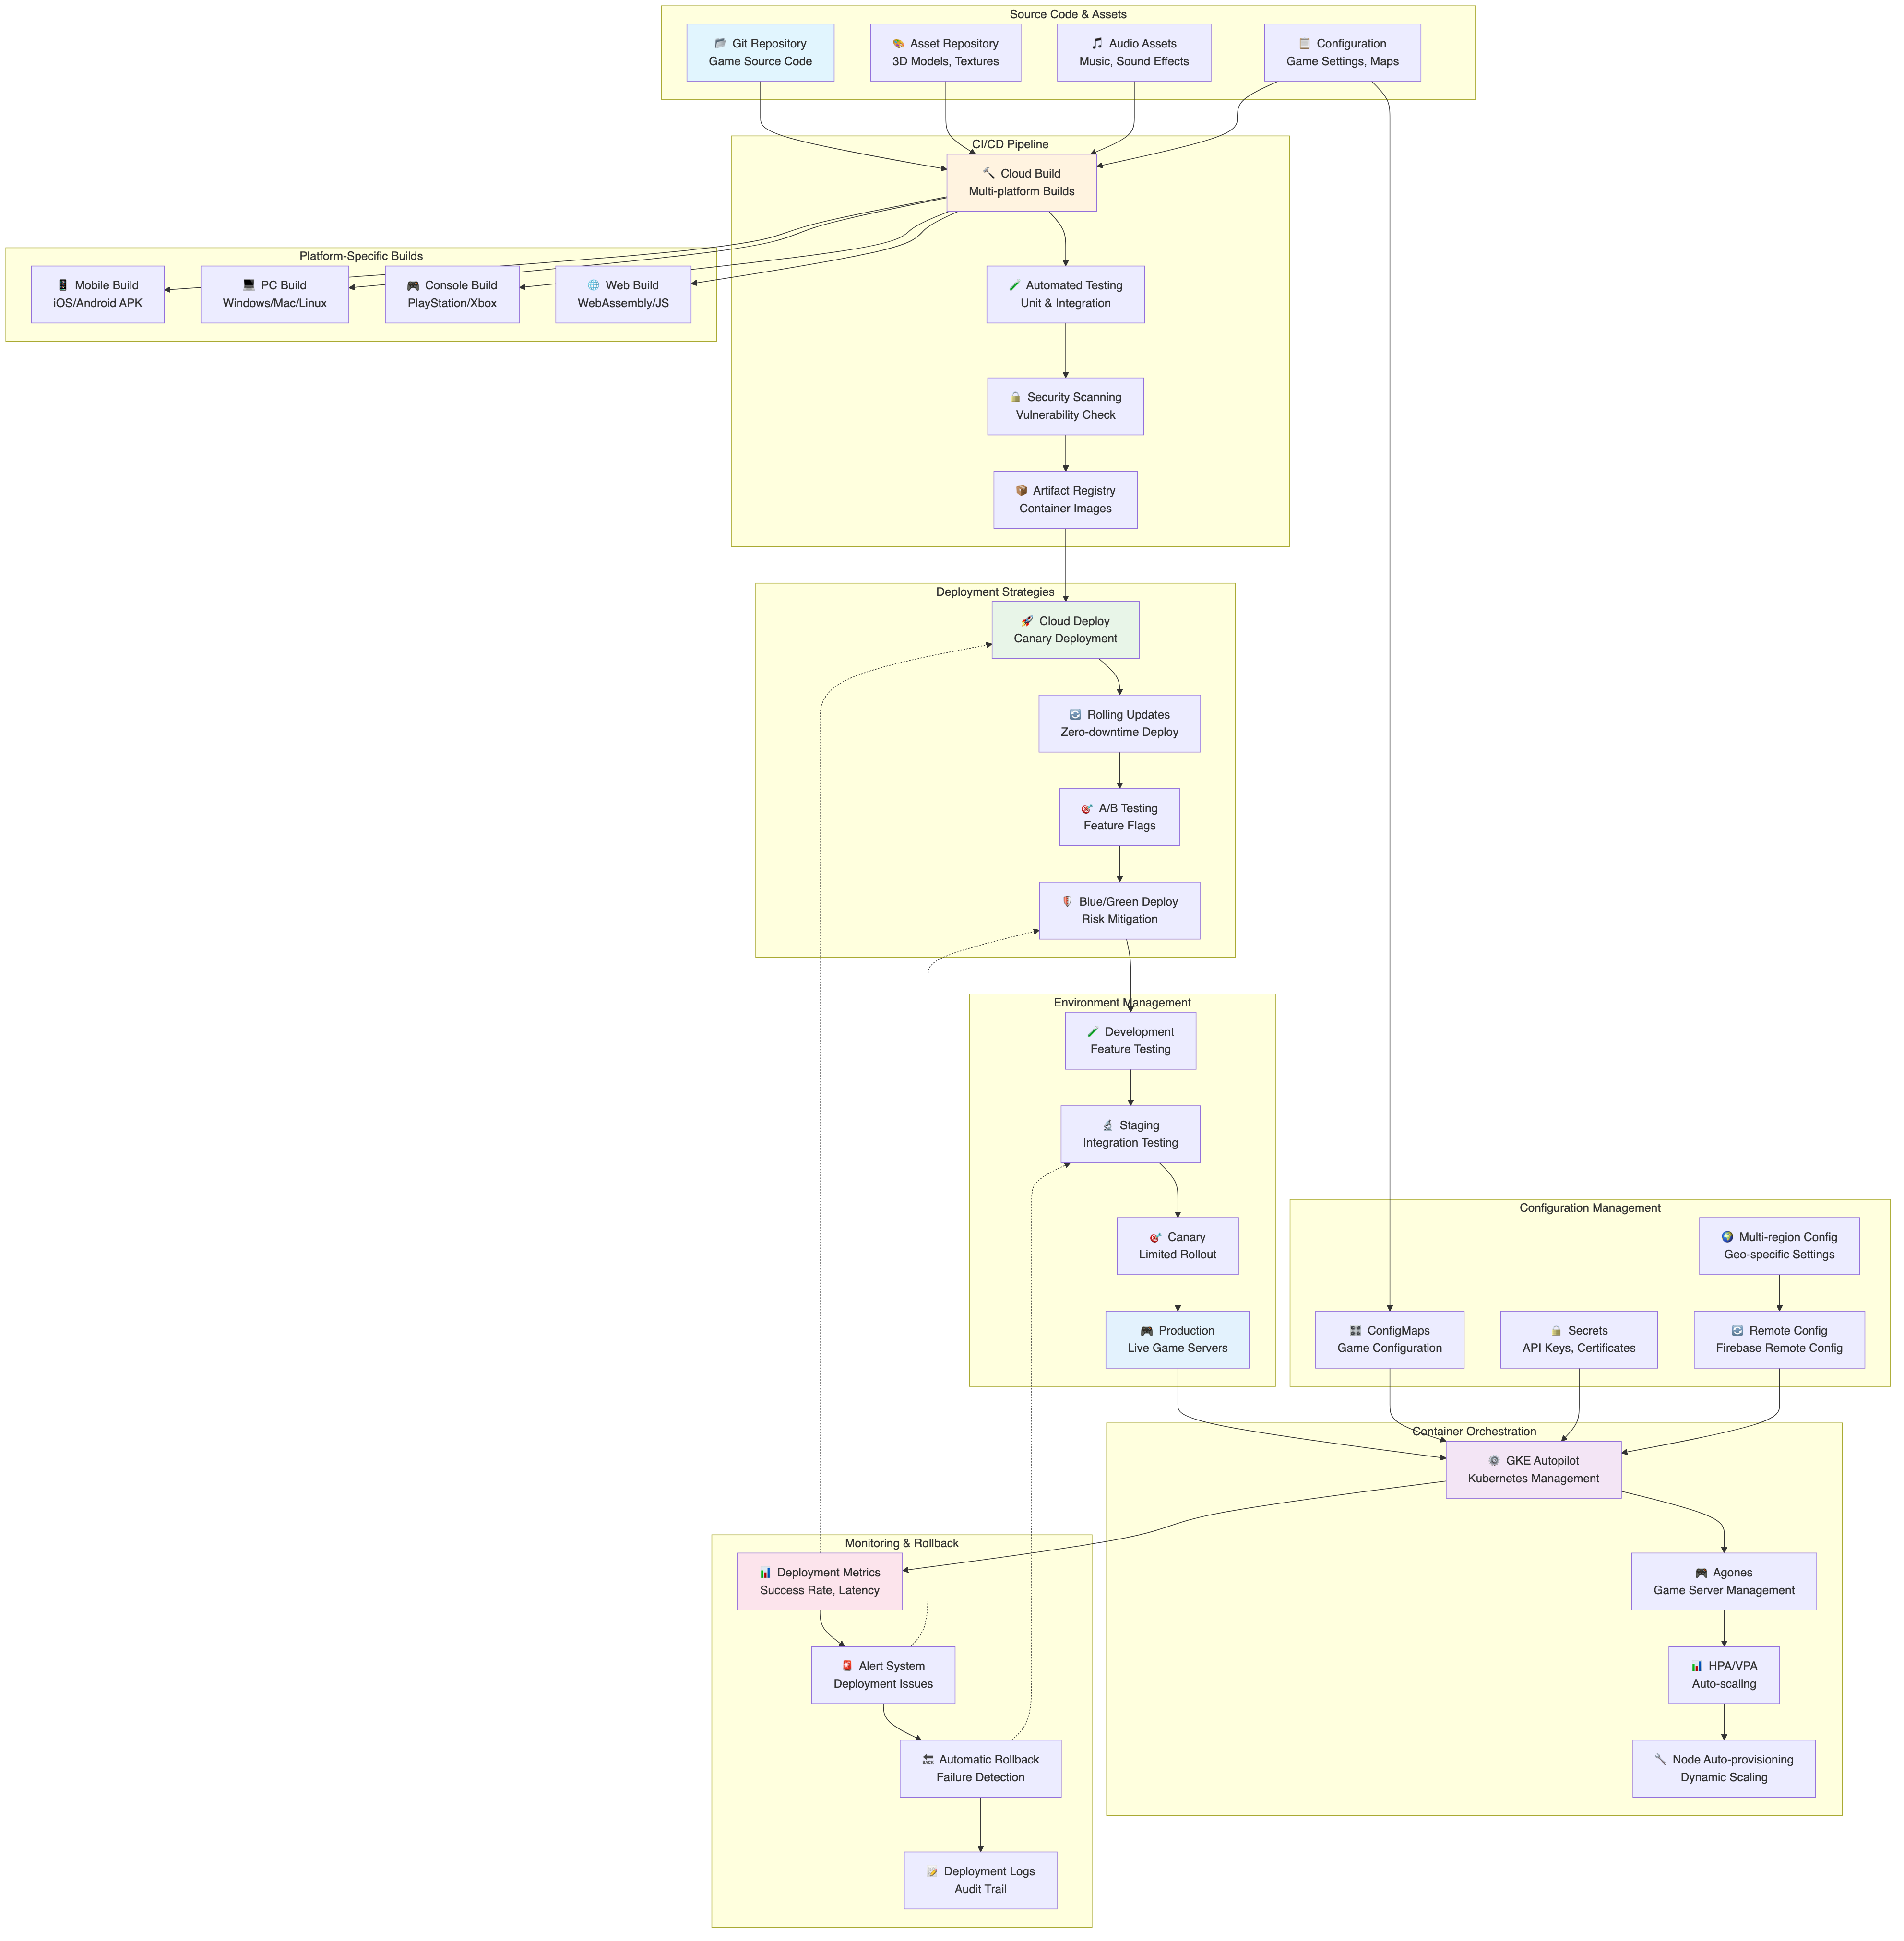 Source Code & Assets
📂 Git Repository
Game Source Code
🎨 Asset Repository
3D Models, Textures
🎵 Audio Assets
Music, Sound Effects
📋 Configuration
Game Settings, Maps
CI/CD Pipeline
🔨 Cloud Build
Multi-platform Builds
Platform-Specific Builds
📱 Mobile Build
iOS/Android APK
💻 PC Build
Windows/Mac/Linux
🎮 Console Build
PlayStation/Xbox
🌐 Web Build
WebAssembly/JS
🧪 Automated Testing
Unit & Integration
🔒 Security Scanning
Vulnerability Check
📦 Artifact Registry
Container Images
Deployment Strategies
🚀 Cloud Deploy
Canary Deployment
🔄 Rolling Updates
Zero-downtime Deploy
🎯 A/B Testing
Feature Flags
🛡️ Blue/Green Deploy
Risk Mitigation
Environment Management
🧪 Development
Feature Testing
🔬 Staging
Integration Testing
🎯 Canary
Limited Rollout
🎮 Production
Live Game Servers
Configuration Management
🌍 Multi-region Config
Geo-specific Settings
🎛️ ConfigMaps
Game Configuration
🔒 Secrets
API Keys, Certificates
🔄 Remote Config
Firebase Remote Config
Container Orchestration
⚙️ GKE Autopilot
Kubernetes Management
🎮 Agones
Game Server Management
📊 HPA/VPA
Auto-scaling
🔧 Node Auto-provisioning
Dynamic Scaling
Monitoring & Rollback
📊 Deployment Metrics
Success Rate, Latency
🚨 Alert System
Deployment Issues
🔙 Automatic Rollback
Failure Detection
📝 Deployment Logs
Audit Trail